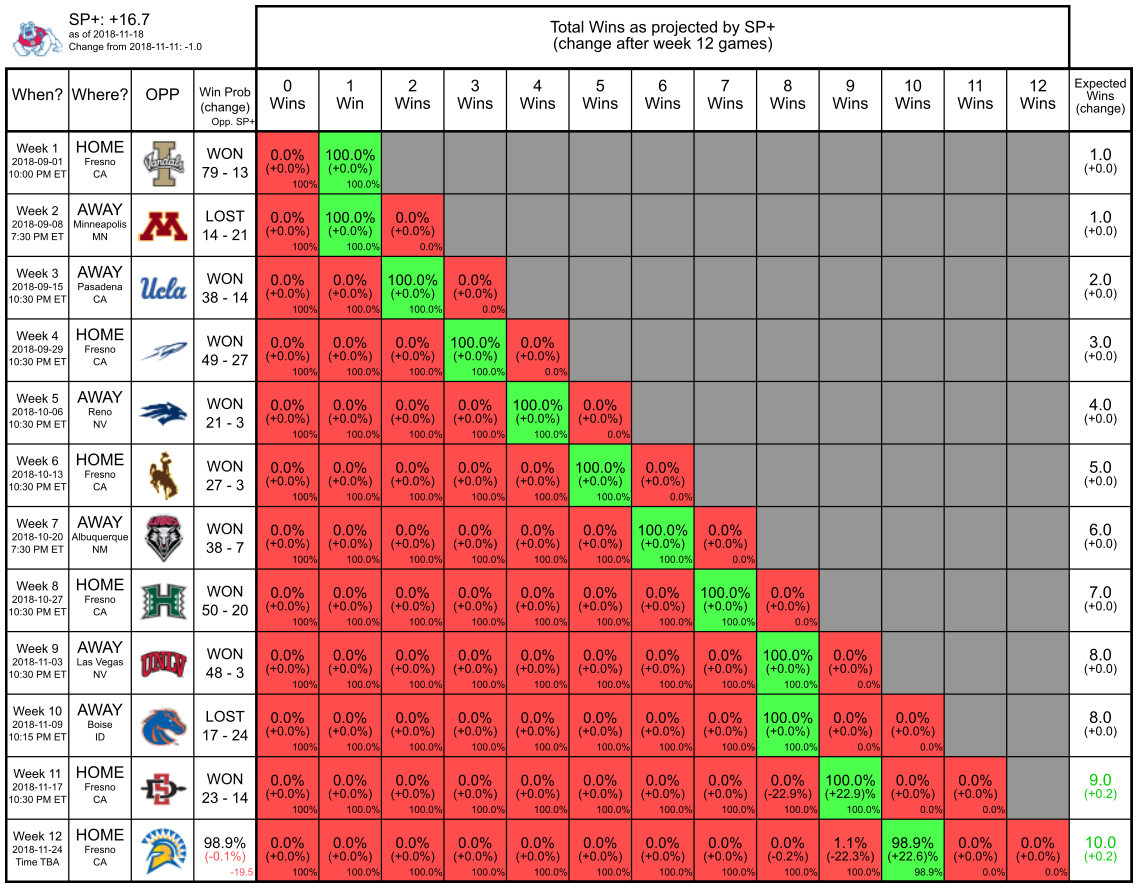 SP+: +16.7
as of 2018-11-18
Change from 2018-11-11: -1.0
Total Wins as projected by SP+
(change after week 12 games)
When? Where? OPP Win Prob (change) Opp. SP+ 0 Wins 1 Win 2 Wins 3 Wins 4 Wins 5 Wins 6 Wins 7 Wins 8 Wins 9 Wins 10 Wins 11 Wins 12 Wins Expected Wins (change)
Week 1 HOME Vandals WON 0.0% 100.0% 1.0
2018-09-01 Fresno 79 - 13 (+0.0%) (+0.0%) (+0.0)
10:00 PM ET CA 100% 100.0%
Week 2 AWAY M LOST 0.0% 100.0% 0.0% 1.0
2018-09-08 Minneapolis 14 - 21 (+0.0%) (+0.0%) (+0.0%) (+0.0)
7:30 PM ET MN 100% 100.0% 0.0%
Week 3 AWAY Ucla WON 0.0% 0.0% 100.0% 0.0% 2.0
2018-09-15 Pasadena 38 - 14 (+0.0%) (+0.0%) (+0.0%) (+0.0%) (+0.0)
10:30 PM ET CA 100% 100.0% 100.0% 0.0%
Week 4 HOME WON 0.0% 0.0% 0.0% 100.0% 0.0% 3.0
2018-09-29 Fresno 49 - 27 (+0.0%) (+0.0%) (+0.0%) (+0.0%) (+0.0%) (+0.0)
10:30 PM ET CA 100% 100.0% 100.0% 100.0% 0.0%
Week 5 AWAY WON 0.0% 0.0% 0.0% 0.0% 100.0% 0.0% 4.0
2018-10-06 Reno 21 - 3 (+0.0%) (+0.0%) (+0.0%) (+0.0%) (+0.0%) (+0.0%) (+0.0)
10:30 PM ET NV 100% 100.0% 100.0% 100.0% 100.0% 0.0%
Week 6 HOME WON 0.0% 0.0% 0.0% 0.0% 0.0% 100.0% 0.0% 5.0
2018-10-13 Fresno 27 - 3 (+0.0%) (+0.0%) (+0.0%) (+0.0%) (+0.0%) (+0.0%) (+0.0%) (+0.0)
10:30 PM ET CA 100% 100.0% 100.0% 100.0% 100.0% 100.0% 0.0%
Week 7 AWAY WON 0.0% 0.0% 0.0% 0.0% 0.0% 0.0% 100.0% 0.0% 6.0
2018-10-20 Albuquerque 38 - 7 (+0.0%) (+0.0%) (+0.0%) (+0.0%) (+0.0%) (+0.0%) (+0.0%) (+0.0%) (+0.0)
7:30 PM ET NM 100% 100.0% 100.0% 100.0% 100.0% 100.0% 100.0% 0.0%
Week 8 HOME H WON 0.0% 0.0% 0.0% 0.0% 0.0% 0.0% 0.0% 100.0% 0.0% 7.0
2018-10-27 Fresno 50 - 20 (+0.0%) (+0.0%) (+0.0%) (+0.0%) (+0.0%) (+0.0%) (+0.0%) (+0.0%) (+0.0%) (+0.0)
10:30 PM ET CA 100% 100.0% 100.0% 100.0% 100.0% 100.0% 100.0% 100.0% 0.0%
Week 9 AWAY UNLV WON 0.0% 0.0% 0.0% 0.0% 0.0% 0.0% 0.0% 0.0% 100.0% 0.0% 8.0
2018-11-03 Las Vegas 48 - 3 (+0.0%) (+0.0%) (+0.0%) (+0.0%) (+0.0%) (+0.0%) (+0.0%) (+0.0%) (+0.0%) (+0.0%) (+0.0)
10:30 PM ET NV 100% 100.0% 100.0% 100.0% 100.0% 100.0% 100.0% 100.0% 100.0% 0.0%
Week 10 AWAY LOST 0.0% 0.0% 0.0% 0.0% 0.0% 0.0% 0.0% 0.0% 100.0% 0.0% 0.0% 8.0
2018-11-09 Boise 17 - 24 (+0.0%) (+0.0%) (+0.0%) (+0.0%) (+0.0%) (+0.0%) (+0.0%) (+0.0%) (+0.0%) (+0.0%) (+0.0%) (+0.0)
10:15 PM ET ID 100% 100.0% 100.0% 100.0% 100.0% 100.0% 100.0% 100.0% 100.0% 0.0% 0.0%
Week 11 HOME SD WON 0.0% 0.0% 0.0% 0.0% 0.0% 0.0% 0.0% 0.0% 0.0% 100.0% 0.0% 0.0% 9.0
2018-11-17 Fresno 23 - 14 (+0.0%) (+0.0%) (+0.0%) (+0.0%) (+0.0%) (+0.0%) (+0.0%) (+0.0%) (-22.9%) (+22.9)% (+0.0%) (+0.0%) (+0.2)
10:30 PM ET CA 100% 100.0% 100.0% 100.0% 100.0% 100.0% 100.0% 100.0% 100.0% 100.0% 0.0% 0.0%
Week 12 HOME 98.9% 0.0% 0.0% 0.0% 0.0% 0.0% 0.0% 0.0% 0.0% 0.0% 1.1% 98.9% 0.0% 0.0% 10.0
2018-11-24 Fresno (-0.1%) (+0.0%) (+0.0%) (+0.0%) (+0.0%) (+0.0%) (+0.0%) (+0.0%) (+0.0%) (-0.2%) (-22.3%) (+22.6)% (+0.0%) (+0.0%) (+0.2)
Time TBA CA -19.5 100% 100.0% 100.0% 100.0% 100.0% 100.0% 100.0% 100.0% 100.0% 100.0% 98.9% 0.0% 0.0%